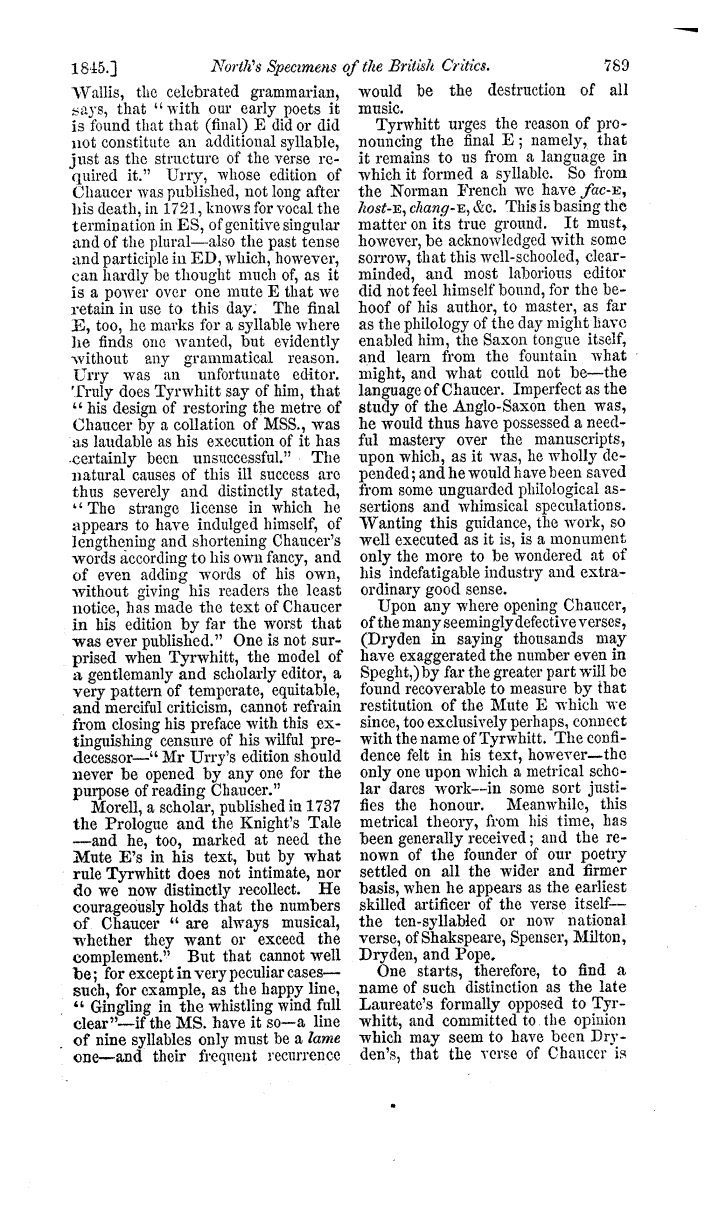 1845.] North's Specimens of the British Critics. 789
Wallis, the celebrated grammarian,
says, that “with our early poets it
is found that that (final) E did or did
not constitute an additional syllable,
just as the structure of the verse re-
quired it.” Urry, whose edition of
Chaucer was published, not long after
his death, in 1721, knows for vocal the
termination in ES, of genitive singular
and of the plural—also the past tense
and participle in ED, which, however,
can hardly be thought much of, as it
is a power over one mute E that we
retain in use to this day. The final
E, too, he marks for a syllable where
he finds one wanted, but evidently
without any grammatical reason.
Urry was an unfortunate editor.
Truly does Tyrwhitt say of him, that
“his design of restoring the metre of
Chaucer by a collation of MSS., was
as laudable as his execution of it has
certainly been unsuccessful.” The
natural causes of this ill success are
thus severely and distinctly stated,
“The strange license in which he
appears to have indulged himself, of
lengthening and shortening Chaucer's
words according to his own fancy, and
of even adding words of his own,
without giving his readers the least
notice, has made the text of Chaucer
in his edition by far the worst that
was ever published.” One is not sur-
prised when Tyrwhitt, the model of
a gentlemanly and scholarly editor, a
very pattern of temperate, equitable,
and merciful criticism, cannot refrain
from closing his preface with this ex-
tinguishing censure of his wilful pre-
decessor—“Mr Urry's edition should
never be opened by any one for the
purpose of reading Chaucer.”
Morell, a scholar, published in 1737
the Prologue and the Knight's Tale
—and he, too, marked at need the
Mute E's in his text, but by what
rule Tyrwhitt does not intimate, nor
do we now distinctly recollect. He
courageously holds that the numbers
of Chaucer “are always musical,
whether they want or exceed the
complement.” But that cannot well
be; for except in very peculiar cases—
such, for example, as the happy line,
“Gingling in the whistling wind full
clear”—if the MS. have it so—a line
of nine syllables only must be a lame
one—and their frequent recurrence
would be the destruction of all
music.
Tyrwhitt urges the reason of pro-
nouncing the final E; namely, that
it remains to us from a language in
which it formed a syllable. So from
the Norman French we have fac-E,
host-E, chang-E, &c. This is basing the
matter on its true ground. It must,
however, be acknowledged with some
sorrow, that this well-schooled, clear-
minded, and most laborious editor
did not feel himself bound, for the be-
hoof of his author, to master, as far
as the philology of the day might have
enabled him, the Saxon tongue itself,
and learn from the fountain what
might, and what could not be—the
language of Chaucer. Imperfect as the
study of the Anglo-Saxon then was,
he would thus have possessed a need-
ful mastery over the manuscripts,
upon which, as it was, he wholly de-
pended; and he would have been saved
from some unguarded philological as-
sertions and whimsical speculations.
Wanting this guidance, the work, so
well executed as it is, is a monument
only the more to be wondered at of
his indefatigable industry and extra-
ordinary good sense.
Upon any where opening Chaucer,
of the many seemingly defective verses,
(Dryden in saying thousands may
have exaggerated the number even in
Speght,) by far the greater part will be
found recoverable to measure by that
restitution of the Mute E which we
since, too exclusively perhaps, connect
with the name of Tyrwhitt. The confi-
dence felt in his text, however—the
only one upon which a metrical scho-
lar dares work—in some sort justi-
fies the honour. Meanwhile, this
metrical theory, from his time, has
been generally received; and the re-
nown of the founder of our poetry
settled on all the wider and firmer
basis, when he appears as the earliest
skilled artificer of the verse itself—
the ten-syllabled or now national
verse, of Shakspeare, Spenser, Milton,
Dryden, and Pope.
One starts, therefore, to find a
name of such distinction as the late
Laureate's formally opposed to Tyr-
whitt, and committed to the opinion
which may seem to have been Dry-
den's, that the verse of Chaucer is